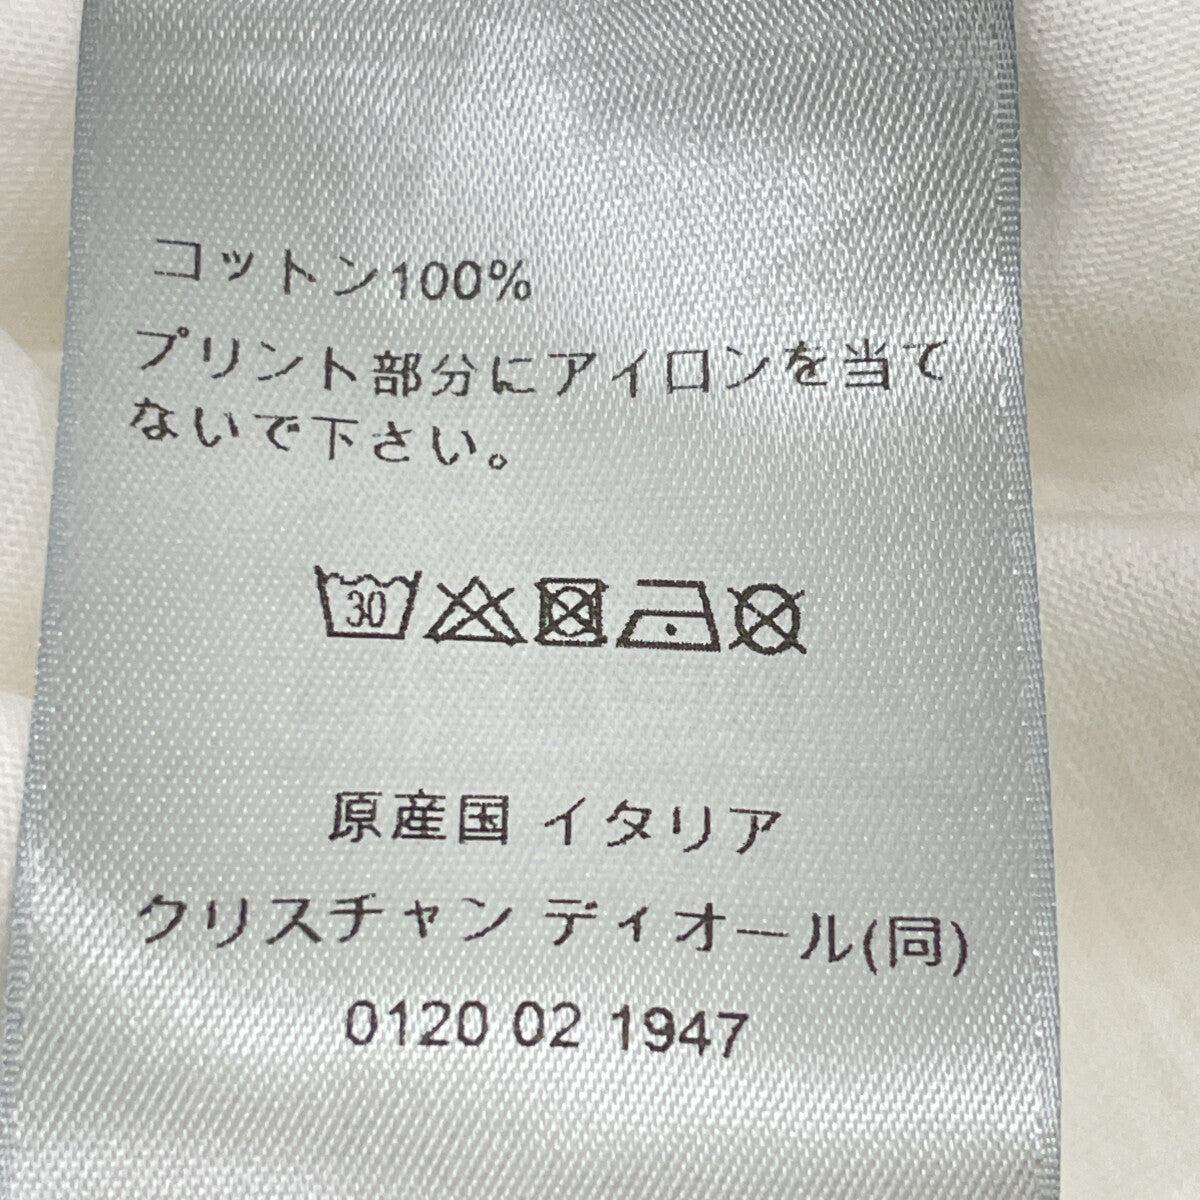 コットン100%
プリント部分にアイロンを当て
ないで下さい。
30
原産国 イタリア
クリスチャン ディオール(同)
0120 02 1947